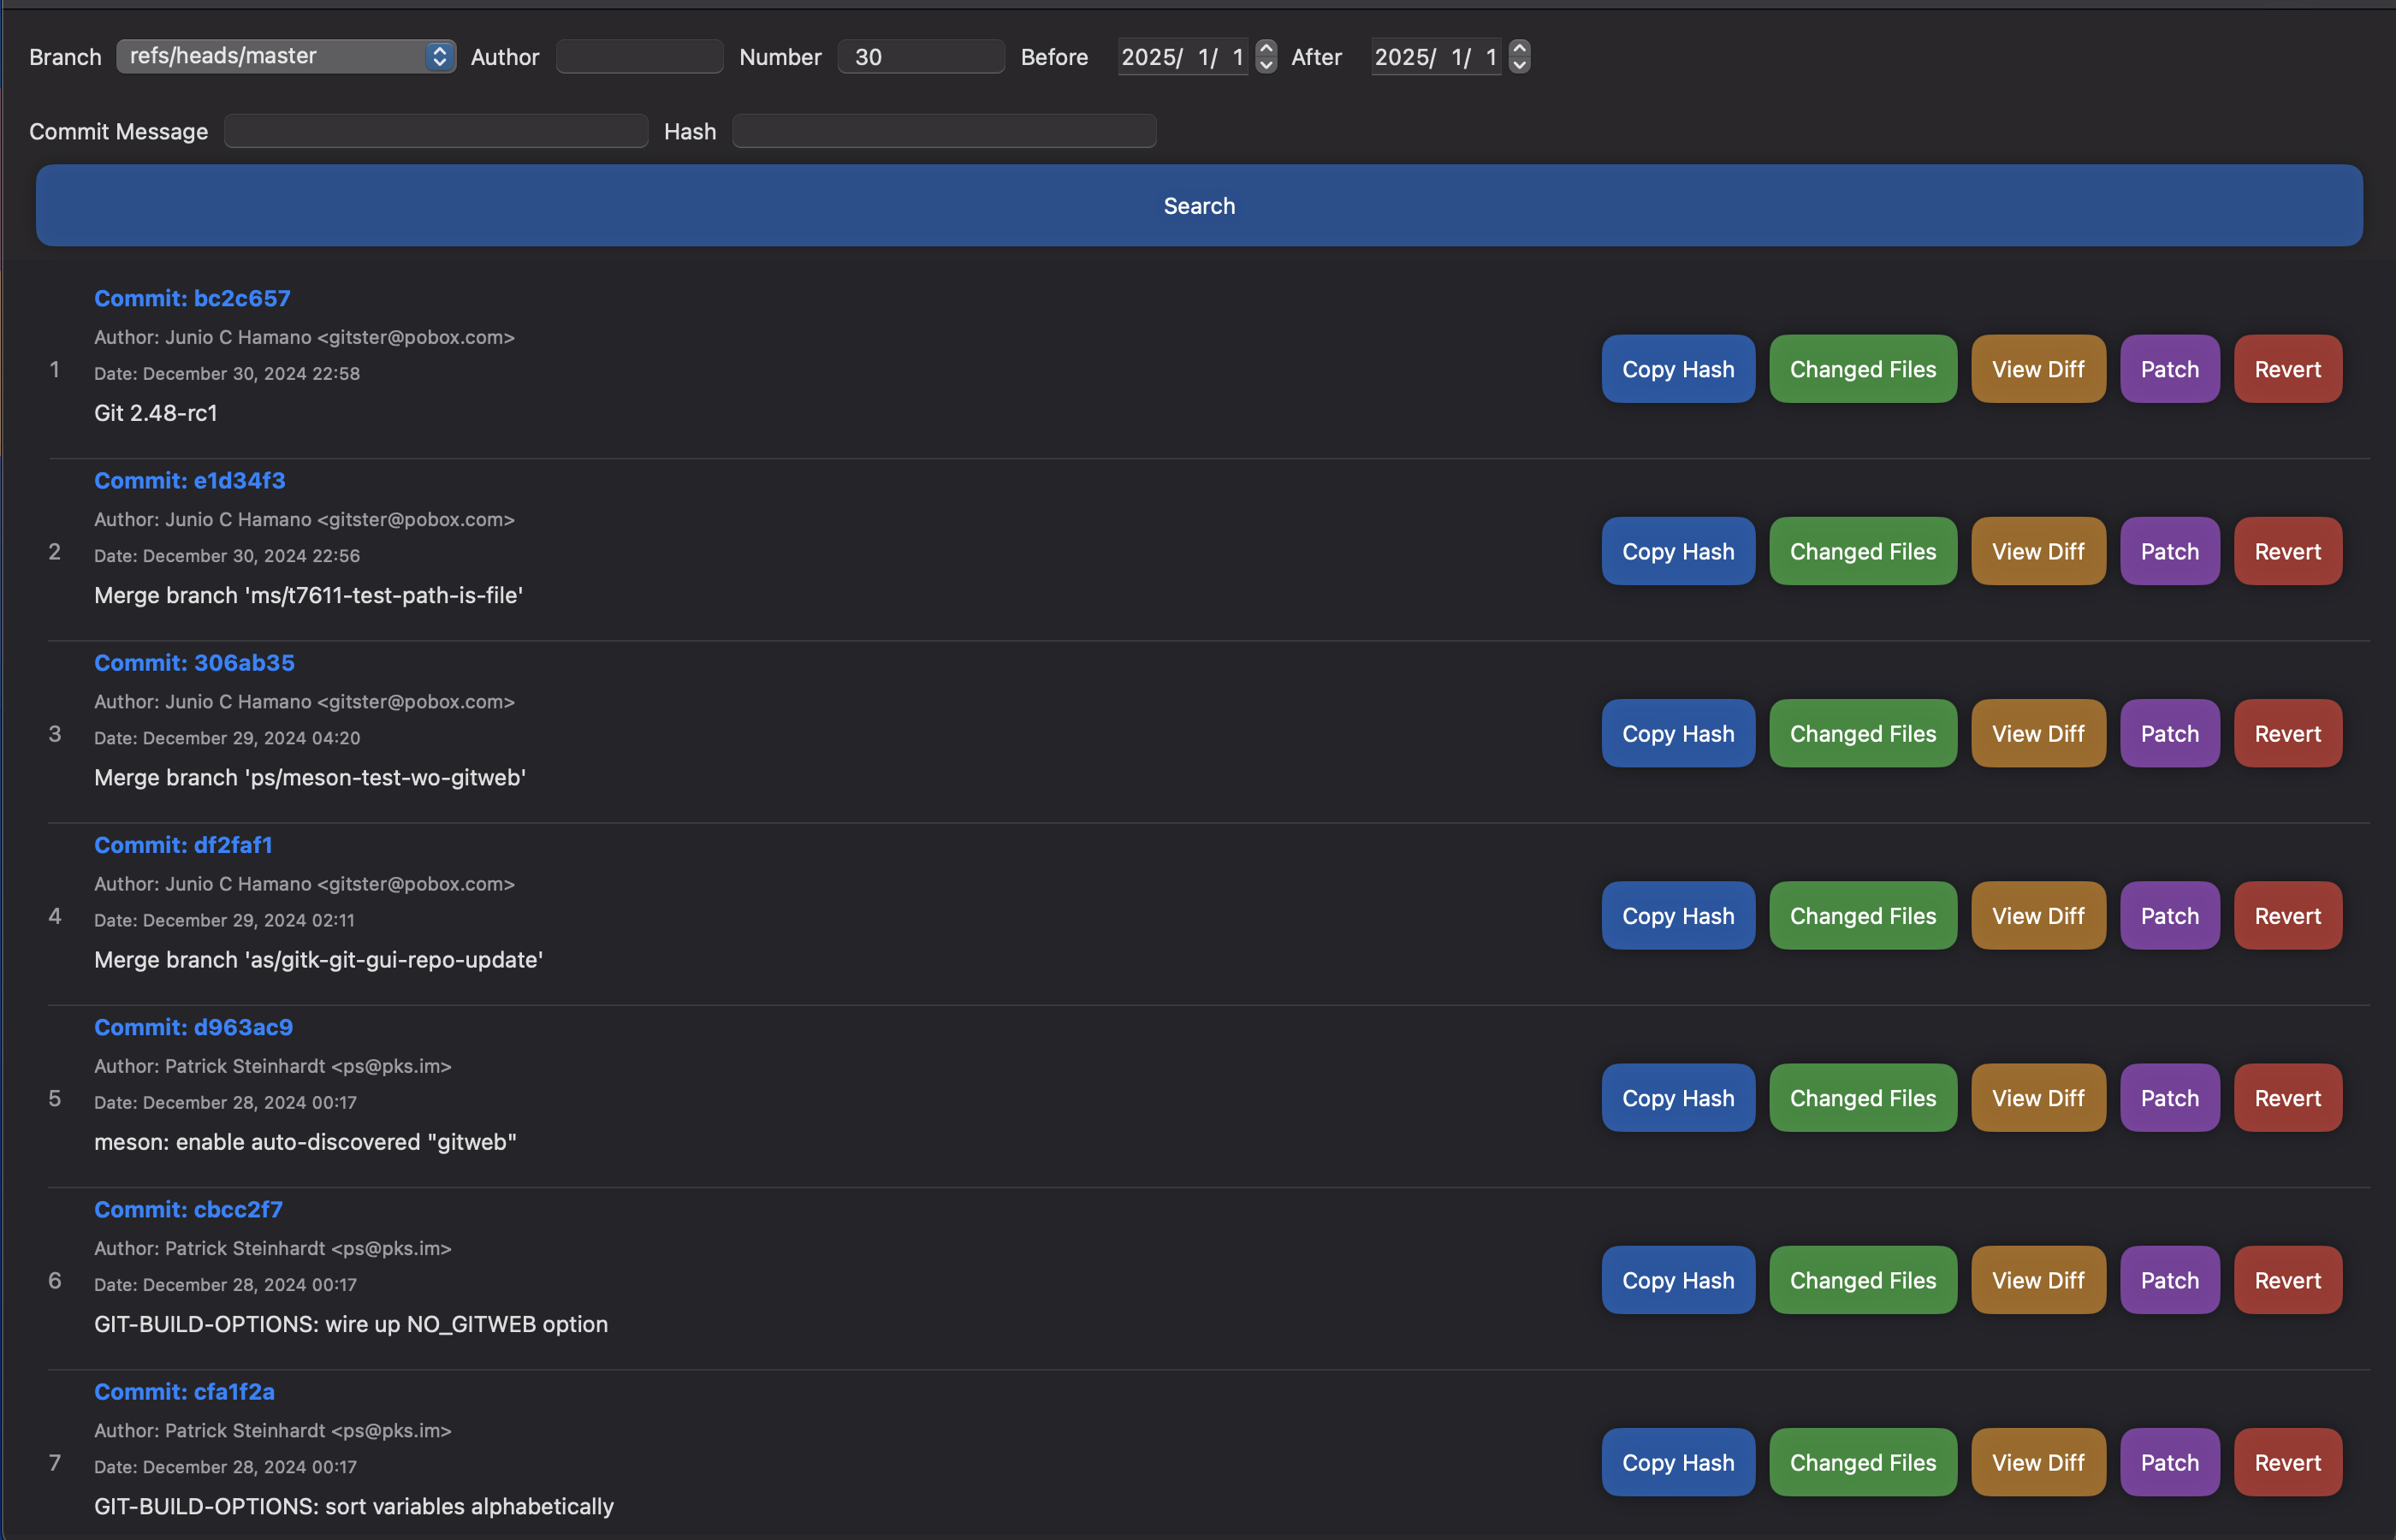 Branch refs/heads/master Author Number 30 Before 2025/ 1/ 1 After 2025/ 1/ 1
Commit Message Hash
Search
Commit: bc2c657
Author: Junio C Hamano <gitster@pobox.com>
1 Date: December 30, 2024 22:58 Copy Hash Changed Files View Diff Patch Revert
Git 2.48-rc1
Commit: e1d34f3
Author: Junio C Hamano <gitster@pobox.com>
2 Date: December 30, 2024 22:56 Copy Hash Changed Files View Diff Patch Revert
Merge branch 'ms/t7611-test-path-is-file'
Commit: 306ab35
Author: Junio C Hamano <gitster@pobox.com>
3 Date: December 29, 2024 04:20 Copy Hash Changed Files View Diff Patch Revert
Merge branch 'ps/meson-test-wo-gitweb'
Commit: df2faf1
Author: Junio C Hamano <gitster@pobox.com>
4 Date: December 29, 2024 02:11 Copy Hash Changed Files View Diff Patch Revert
Merge branch 'as/gitk-git-gui-repo-update'
Commit: d963ac9
Author: Patrick Steinhardt <ps@pks.im>
5 Date: December 28, 2024 00:17 Copy Hash Changed Files View Diff Patch Revert
meson: enable auto-discovered "gitweb"
Commit: cbcc2f7
Author: Patrick Steinhardt <ps@pks.im>
6 Date: December 28, 2024 00:17 Copy Hash Changed Files View Diff Patch Revert
GIT-BUILD-OPTIONS: wire up NO_GITWEB option
Commit: cfa1f2a
Author: Patrick Steinhardt <ps@pks.im>
7 Date: December 28, 2024 00:17 Copy Hash Changed Files View Diff Patch Revert
GIT-BUILD-OPTIONS: sort variables alphabetically